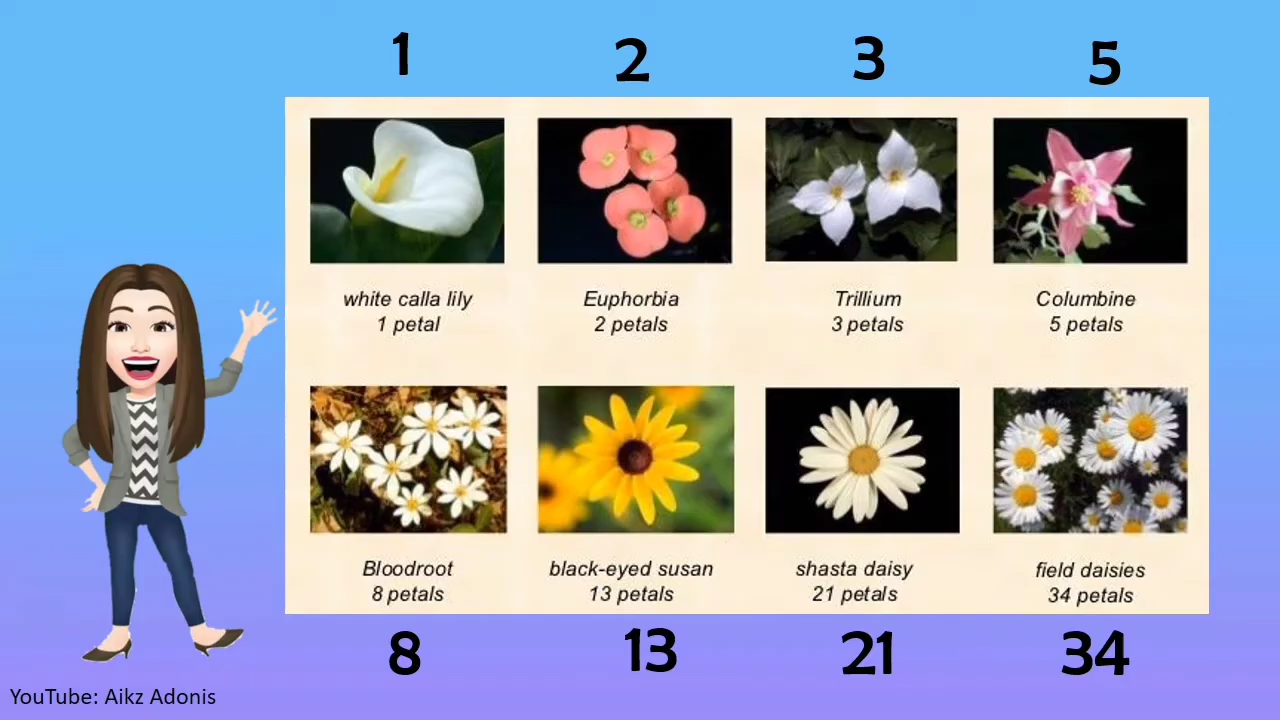 1 2 3 5
white calla lily Euphorbia Trillium Columbine
1 petal 2 petals 3 petals 5 petals
Bloodroot black-eyed susan shasta daisy field daisies
8 petals 13 petals 21 petals 34 petals
8 13 21 34
YouTube: Aikz Adonis